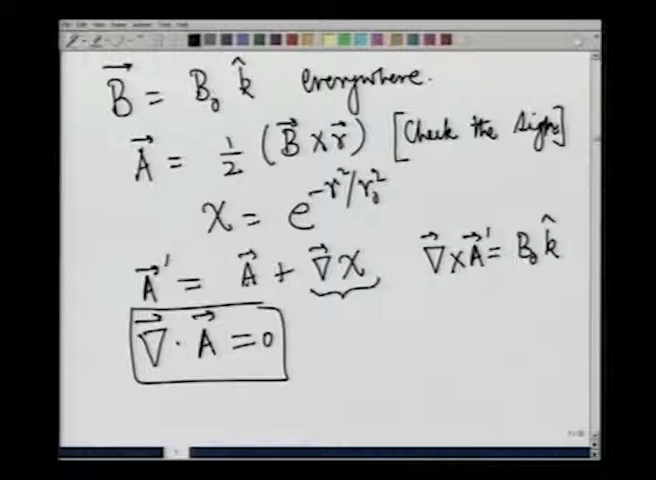 B⃗ = B₀ k̂ everywhere.
A⃗ = 1/2 (B⃗ × r⃗) [Check the sign]
χ = e^{-r²/r₀²}
A⃗' = A⃗ + ∇⃗χ ∇⃗×A⃗' = B₀ k̂
∇⃗ · A⃗ = 0